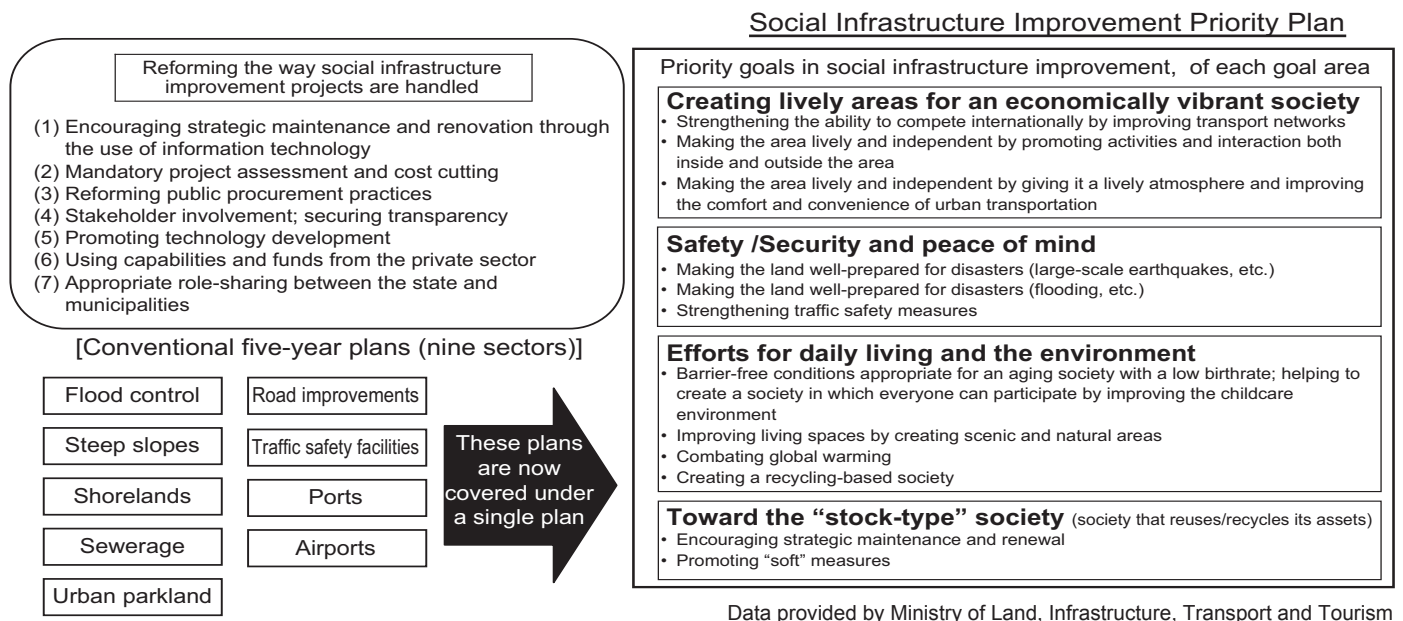 Social Infrastructure Improvement Priority Plan
Reforming the way social infrastructure
improvement projects are handled
(1) Encouraging strategic maintenance and renovation through
the use of information technology
(2) Mandatory project assessment and cost cutting
(3) Reforming public procurement practices
(4) Stakeholder involvement; securing transparency
(5) Promoting technology development
(6) Using capabilities and funds from the private sector
(7) Appropriate role-sharing between the state and
municipalities
[Conventional five-year plans (nine sectors)]
Flood control
Steep slopes
Shorelands
Sewerage
Urban parkland
Road improvements
Traffic safety facilities
Ports
Airports
These plans
are now
covered under
a single plan
Priority goals in social infrastructure improvement, of each goal area
Creating lively areas for an economically vibrant society
• Strengthening the ability to compete internationally by improving transport networks
• Making the area lively and independent by promoting activities and interaction both
inside and outside the area
• Making the area lively and independent by giving it a lively atmosphere and improving
the comfort and convenience of urban transportation
Safety /Security and peace of mind
• Making the land well-prepared for disasters (large-scale earthquakes, etc.)
• Making the land well-prepared for disasters (flooding, etc.)
• Strengthening traffic safety measures
Efforts for daily living and the environment
• Barrier-free conditions appropriate for an aging society with a low birthrate; helping to
create a society in which everyone can participate by improving the childcare
environment
• Improving living spaces by creating scenic and natural areas
• Combating global warming
• Creating a recycling-based society
Toward the “stock-type” society (society that reuses/recycles its assets)
• Encouraging strategic maintenance and renewal
• Promoting “soft” measures
Data provided by Ministry of Land, Infrastructure, Transport and Tourism